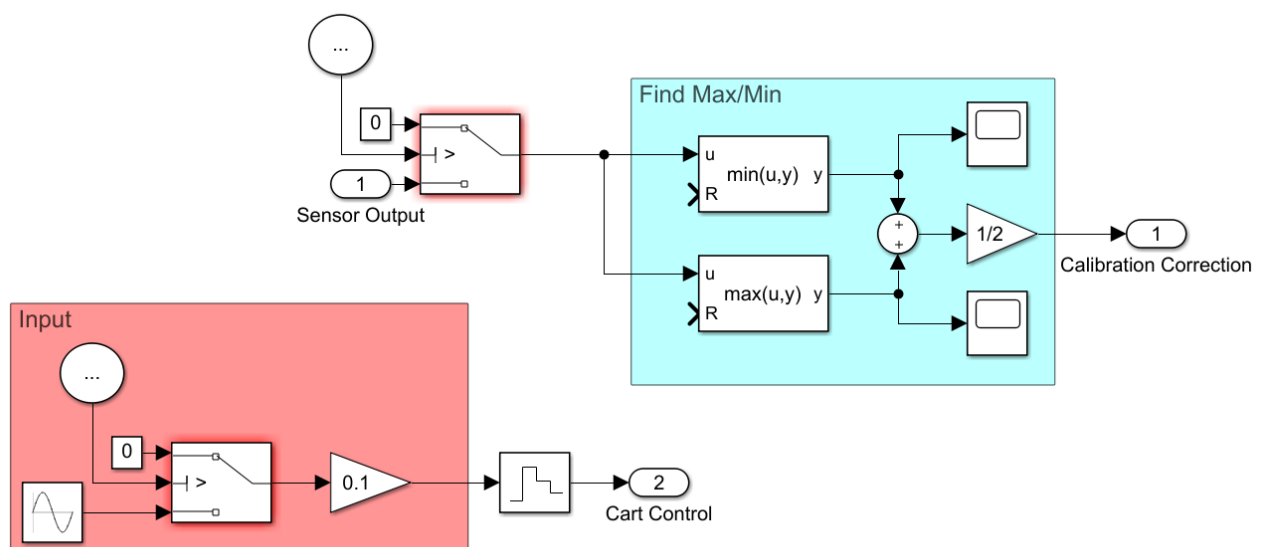 ...
Find Max/Min
0
>
1
Sensor Output
u
R
min(u,y)
y
+
+
1/2
1
Calibration Correction
u
R
max(u,y)
y
Input
...
0
>
0.1
2
Cart Control